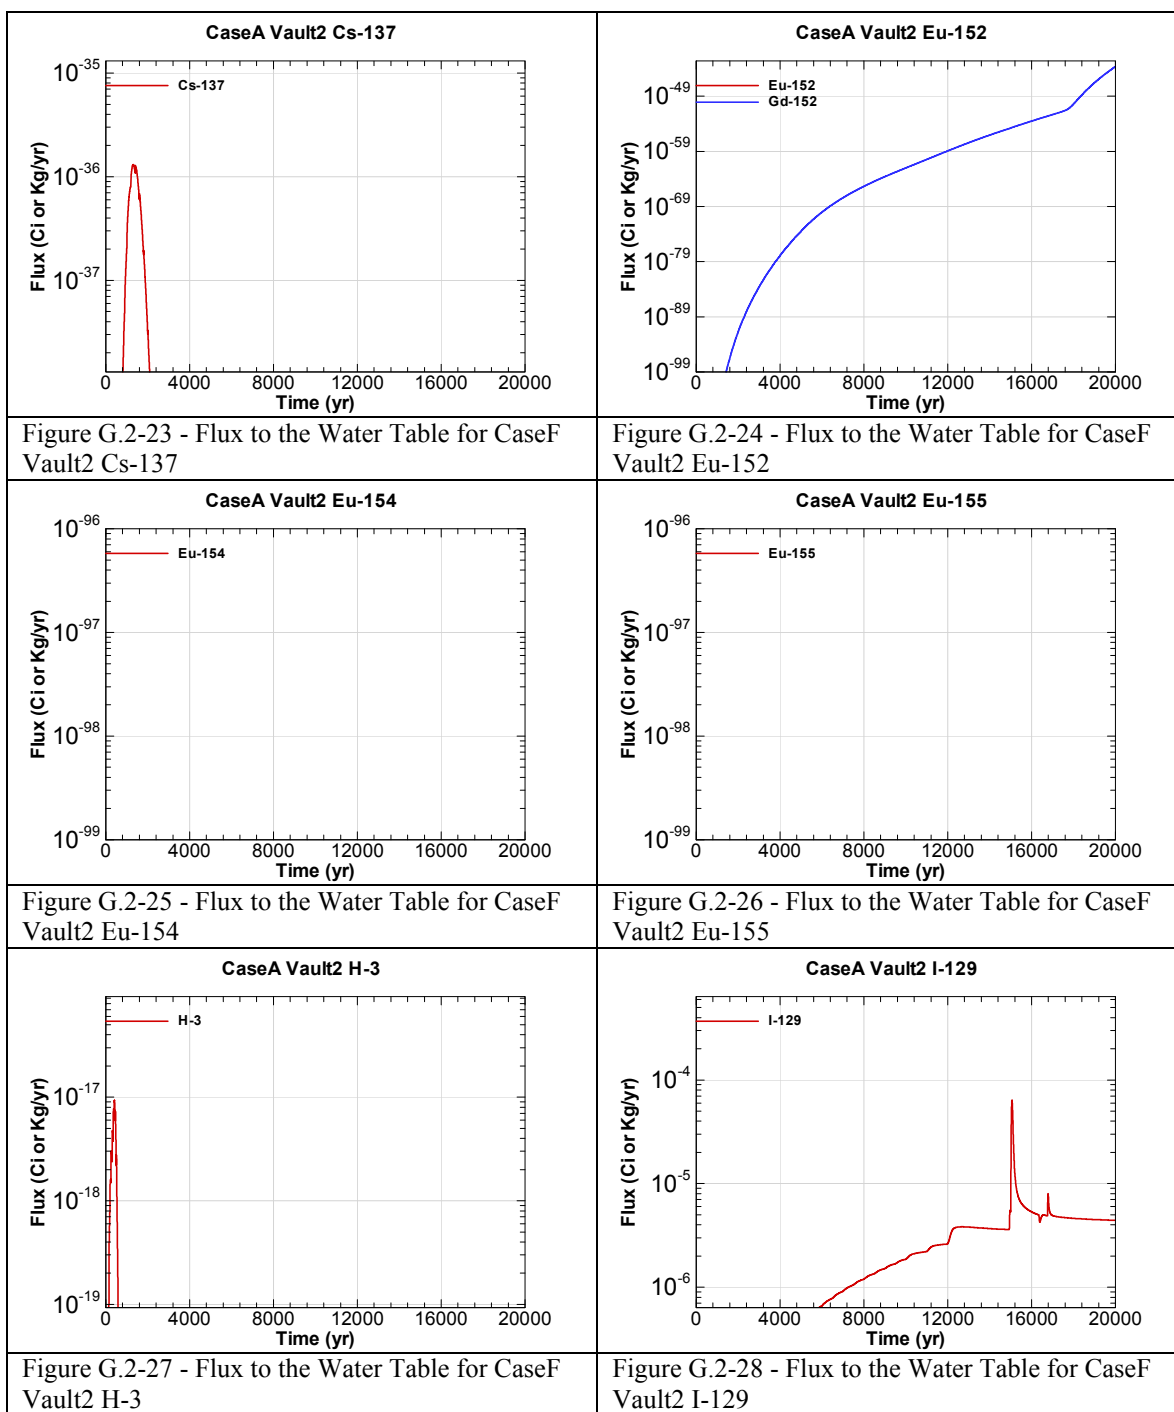 CaseA Vault2 Cs-137
Flux (Ci or Kg/yr)
10-35
10-36
10-37
Cs-137
0 4000 8000 12000 16000 20000
Time (yr)
Figure G.2-23 - Flux to the Water Table for CaseF
Vault2 Cs-137
CaseA Vault2 Eu-152
Flux (Ci or Kg/yr)
10-49
10-59
10-69
10-79
10-89
10-99
Eu-152
Gd-152
0 4000 8000 12000 16000 20000
Time (yr)
Figure G.2-24 - Flux to the Water Table for CaseF
Vault2 Eu-152
CaseA Vault2 Eu-154
Flux (Ci or Kg/yr)
10-96
10-97
10-98
10-99
Eu-154
0 4000 8000 12000 16000 20000
Time (yr)
Figure G.2-25 - Flux to the Water Table for CaseF
Vault2 Eu-154
CaseA Vault2 Eu-155
Flux (Ci or Kg/yr)
10-96
10-97
10-98
10-99
Eu-155
0 4000 8000 12000 16000 20000
Time (yr)
Figure G.2-26 - Flux to the Water Table for CaseF
Vault2 Eu-155
CaseA Vault2 H-3
Flux (Ci or Kg/yr)
10-17
10-18
10-19
H-3
0 4000 8000 12000 16000 20000
Time (yr)
Figure G.2-27 - Flux to the Water Table for CaseF
Vault2 H-3
CaseA Vault2 I-129
Flux (Ci or Kg/yr)
10-4
10-5
10-6
I-129
0 4000 8000 12000 16000 20000
Time (yr)
Figure G.2-28 - Flux to the Water Table for CaseF
Vault2 I-129